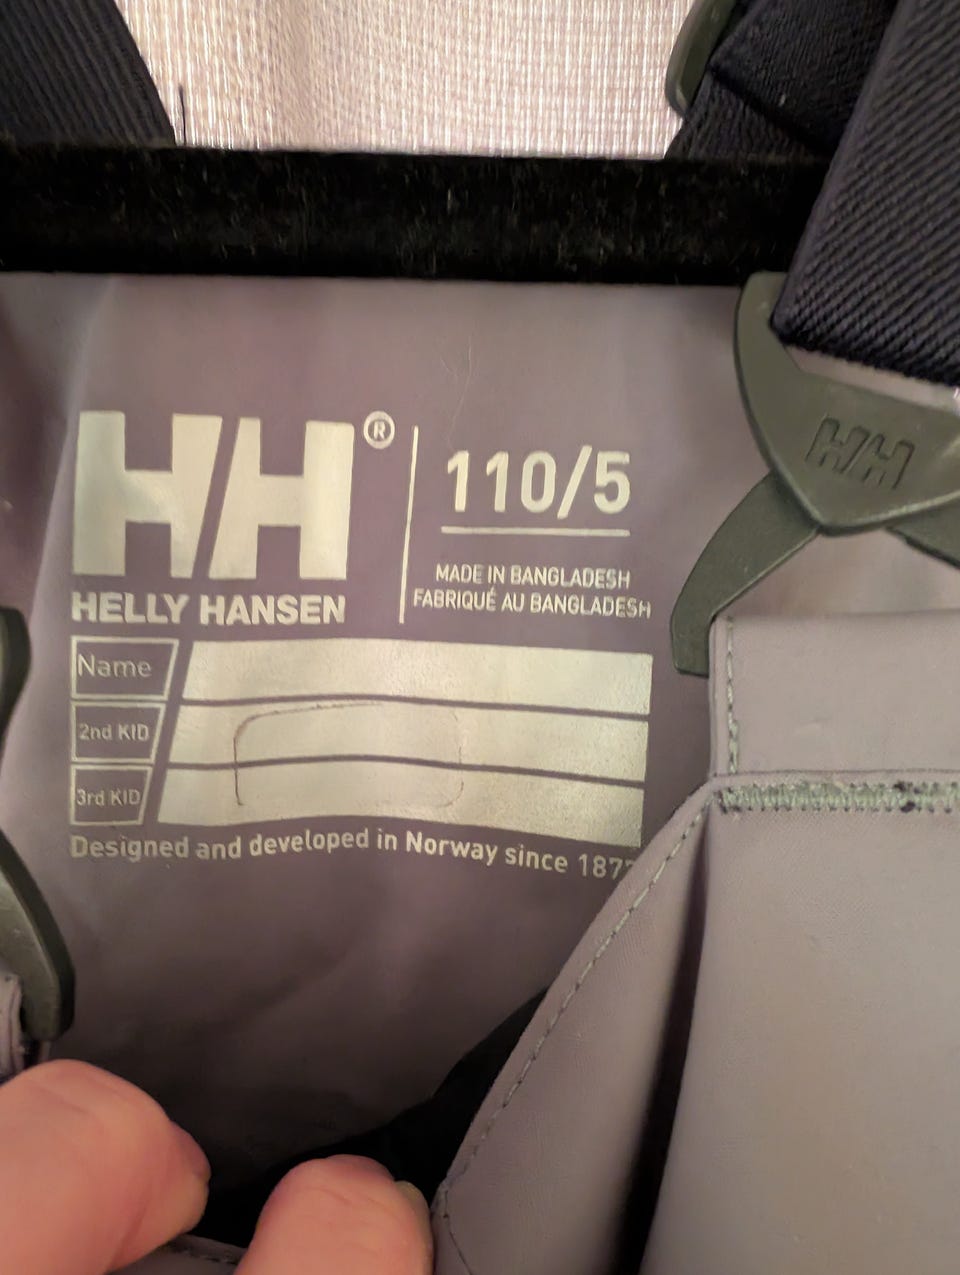 HH®
HELLY HANSEN
110/5
MADE IN BANGLADESH
FABRIQUÉ AU BANGLADESH
Name
2nd KID
3rd KID
Designed and developed in Norway since
HH